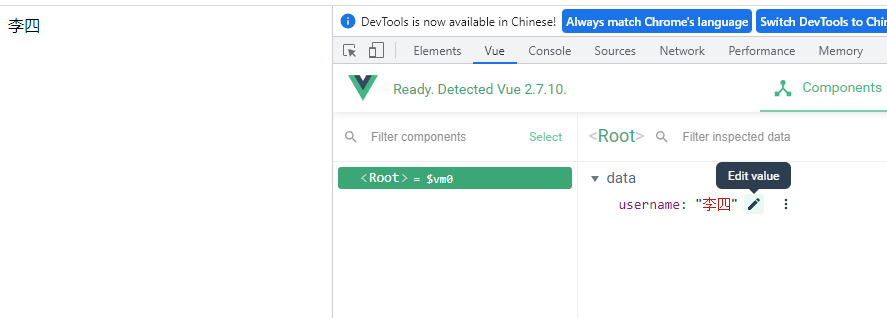 李四
DevTools is now available in Chinese! Always match Chrome's language Switch DevTools to Chin
Elements Vue Console Sources Network Performance Memory
Ready. Detected Vue 2.7.10. Components
Filter components Select <Root> Filter inspected data
<Root> = $vm0
data
Edit value
username: "李四"